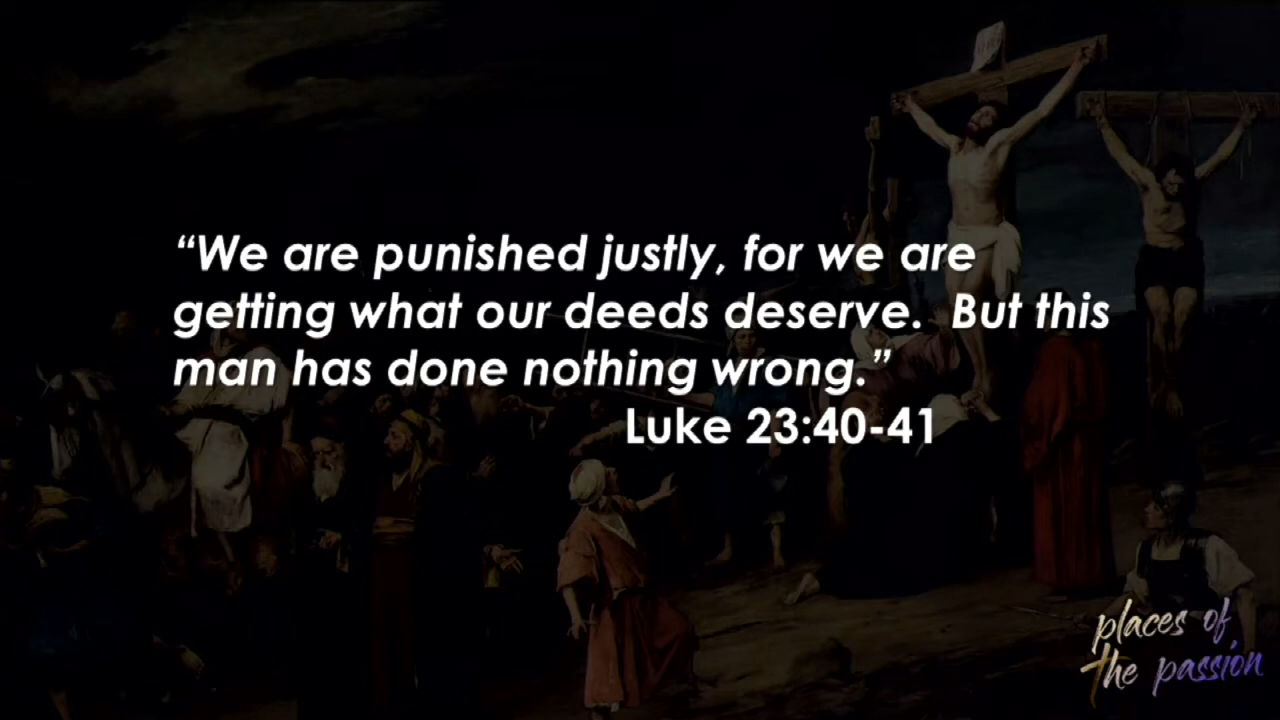 “We are punished justly, for we are
getting what our deeds deserve.  But this
man has done nothing wrong.”
Luke 23:40-41
places of
the passion